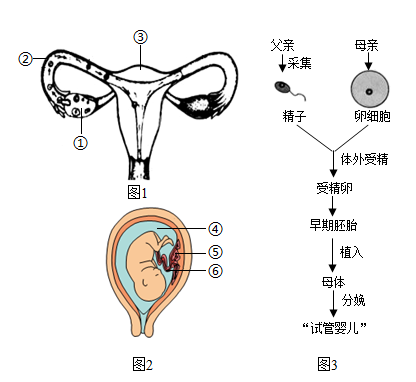 ②
③
①
图1
④
⑤
⑥
图2
父亲
母亲
采集
精子
卵细胞
体外受精
受精卵
早期胚胎
植入
母体
分娩
“试管婴儿”
图3